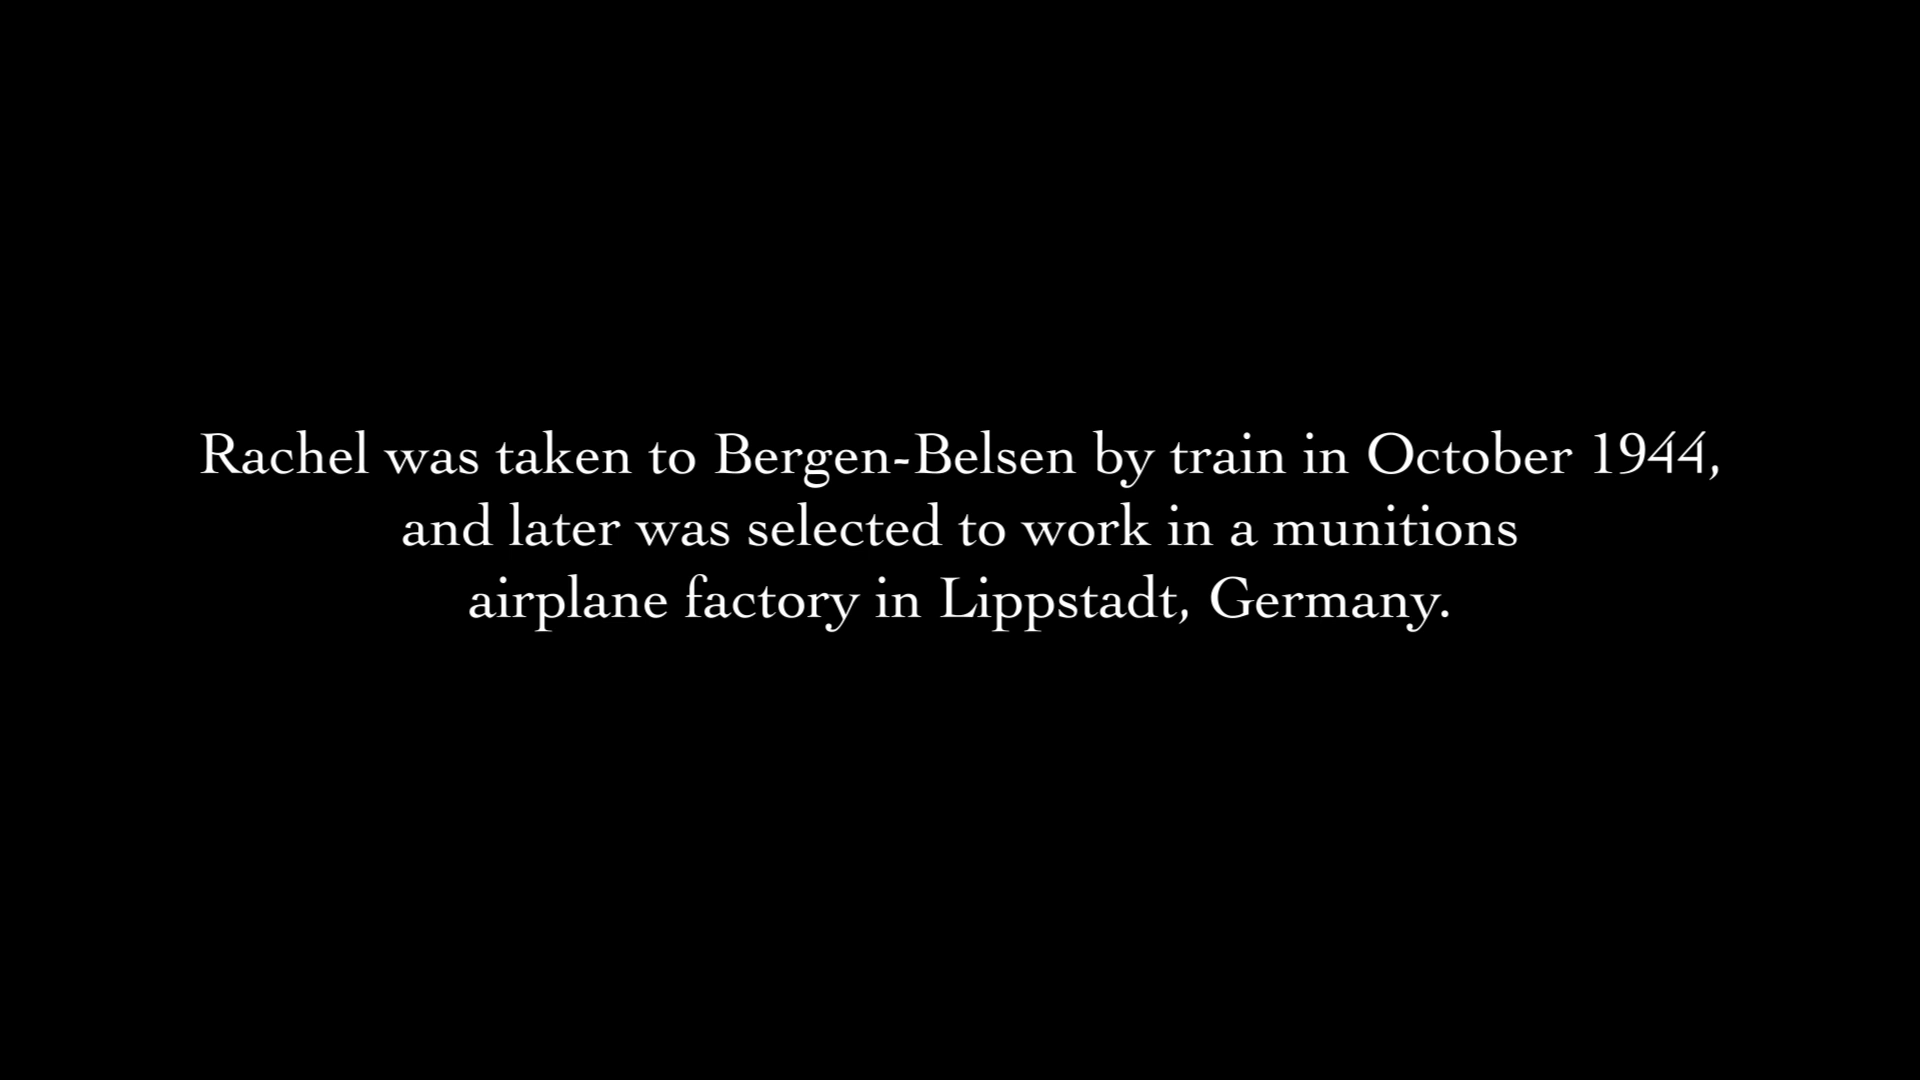 Rachel was taken to Bergen-Belsen by train in October 1944,
and later was selected to work in a munitions
airplane factory in Lippstadt, Germany.